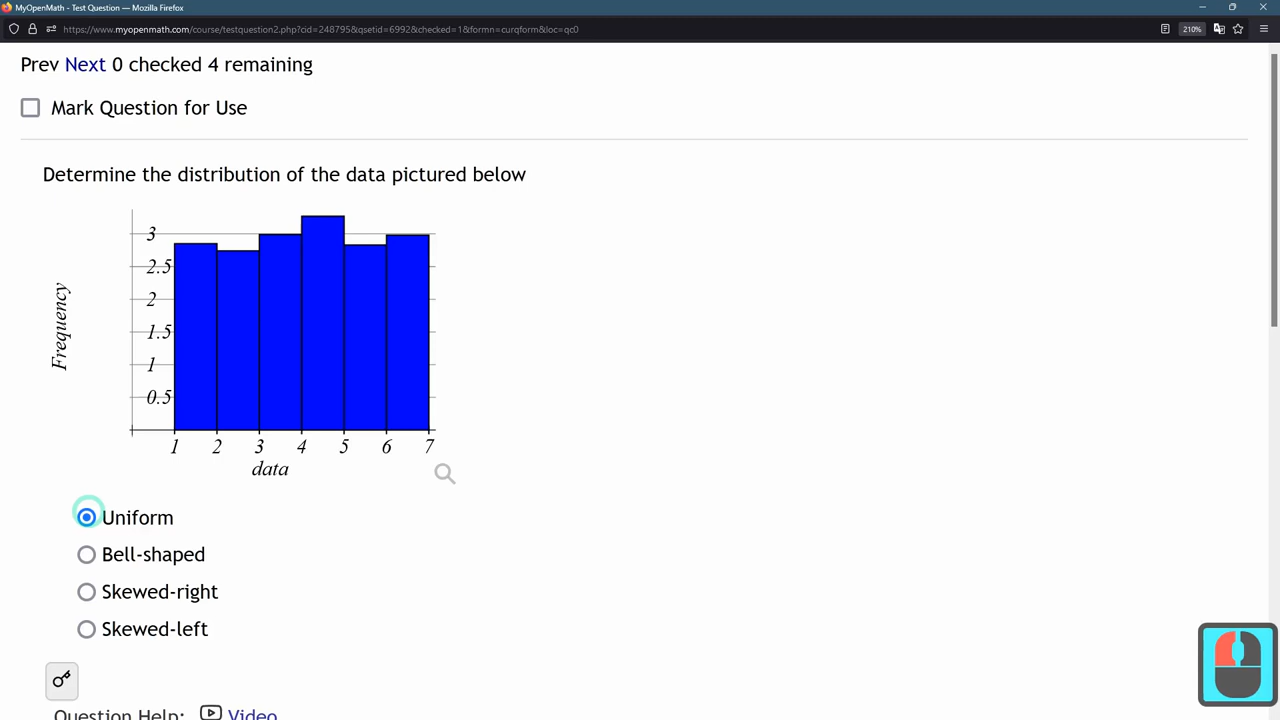 MyOpenMath - Test Question — Mozilla Firefox
https://www.myopenmath.com/course/testquestion2.php?cid=248795&qsetid=6992&checked=1&formn=curqform&loc=qc0
210%
Prev Next 0 checked 4 remaining
Mark Question for Use
Determine the distribution of the data pictured below
3
2.5
2
1.5
1
0.5
Frequency
1 2 3 4 5 6 7
data
Uniform
Bell-shaped
Skewed-right
Skewed-left
Question Help: Video